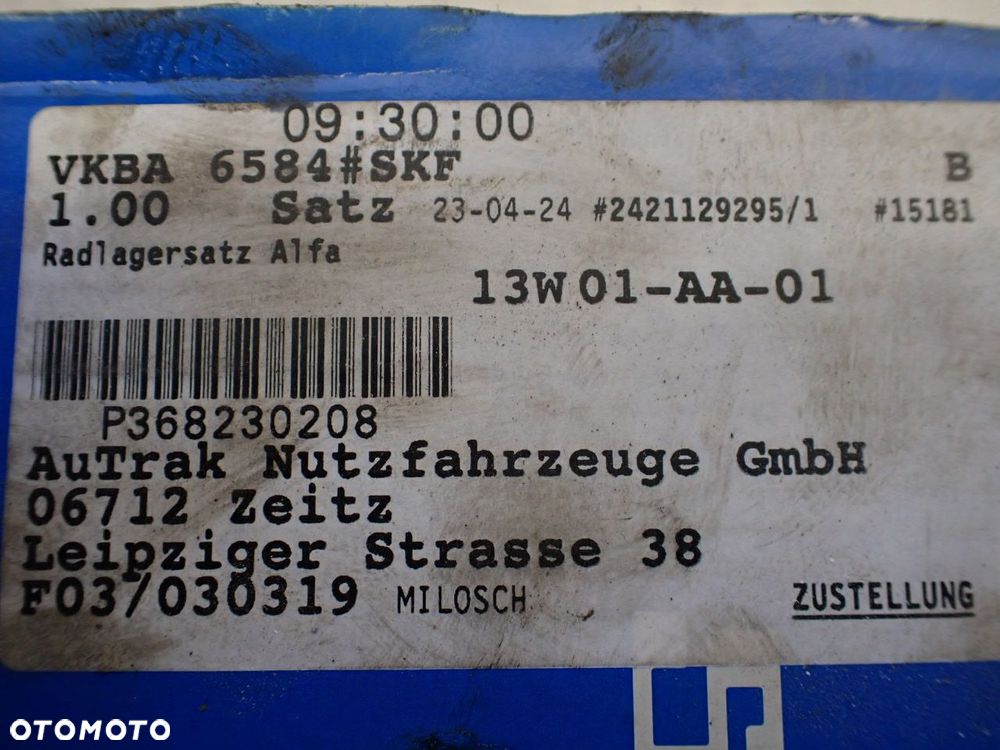 09:30:00
VKBA 6584#SKF B
1.00 Satz 23-04-24 #2421129295/1 #15181
Radlagersatz Alfa
13W01-AA-01
P368230208
AuTrak Nutzfahrzeuge GmbH
06712 Zeitz
Leipziger Strasse 38
F03/030319 MILOSCH ZUSTELLUNG
OTOMOTO